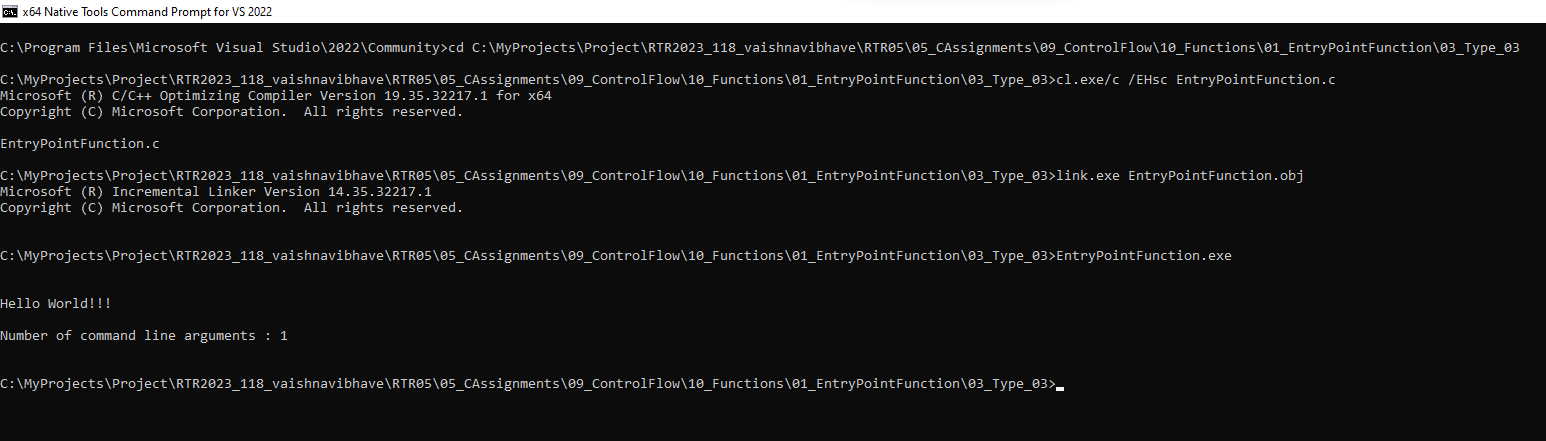 x64 Native Tools Command Prompt for VS 2022
C:\Program Files\Microsoft Visual Studio\2022\Community>cd C:\MyProjects\Project\RTR2023_118_vaishnavibhave\RTR05\05_CAssignments\09_ControlFlow\10_Functions\01_EntryPointFunction\03_Type_03
C:\MyProjects\Project\RTR2023_118_vaishnavibhave\RTR05\05_CAssignments\09_ControlFlow\10_Functions\01_EntryPointFunction\03_Type_03>cl.exe/c /EHsc EntryPointFunction.c
Microsoft (R) C/C++ Optimizing Compiler Version 19.35.32217.1 for x64
Copyright (C) Microsoft Corporation.  All rights reserved.
EntryPointFunction.c
C:\MyProjects\Project\RTR2023_118_vaishnavibhave\RTR05\05_CAssignments\09_ControlFlow\10_Functions\01_EntryPointFunction\03_Type_03>link.exe EntryPointFunction.obj
Microsoft (R) Incremental Linker Version 14.35.32217.1
Copyright (C) Microsoft Corporation.  All rights reserved.
C:\MyProjects\Project\RTR2023_118_vaishnavibhave\RTR05\05_CAssignments\09_ControlFlow\10_Functions\01_EntryPointFunction\03_Type_03>EntryPointFunction.exe
Hello World!!!
Number of command line arguments : 1
C:\MyProjects\Project\RTR2023_118_vaishnavibhave\RTR05\05_CAssignments\09_ControlFlow\10_Functions\01_EntryPointFunction\03_Type_03>